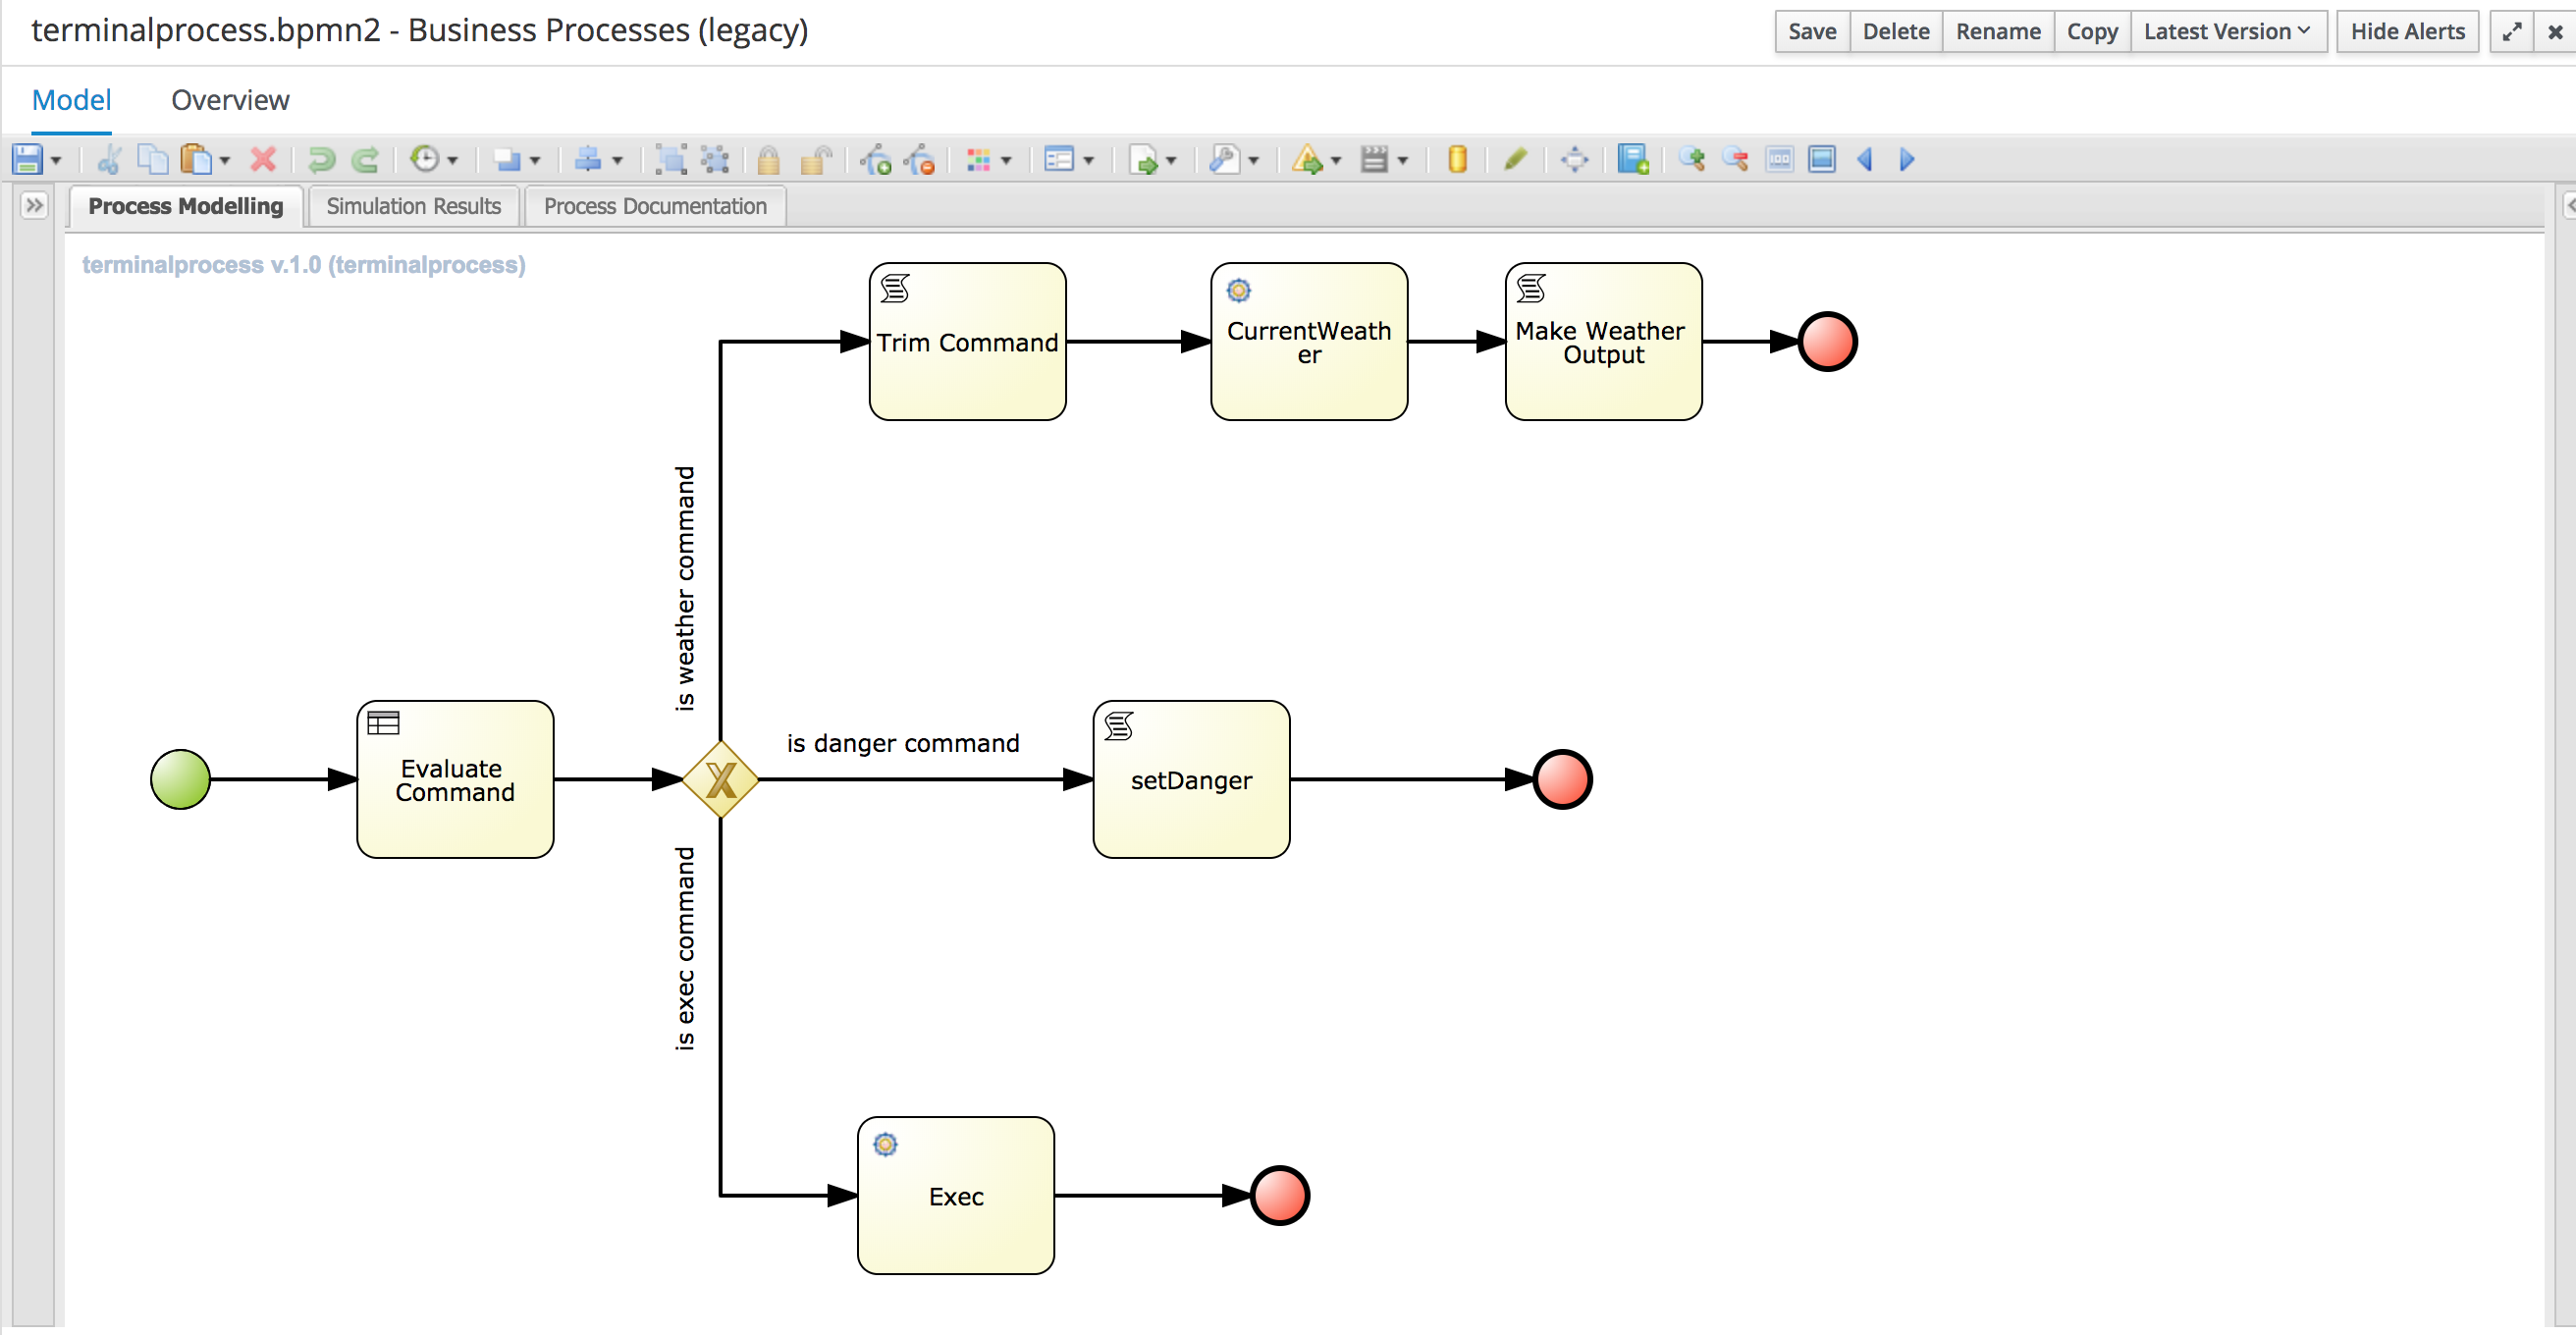 terminalprocess.bpmn2 - Business Processes (legacy)
Save
Delete
Rename
Copy
Latest Version
Hide Alerts
Model
Overview
Process Modelling
Simulation Results
Process Documentation
terminalprocess v.1.0 (terminalprocess)
Trim Command
CurrentWeath
er
Make Weather
Output
is weather command
Evaluate
Command
X
is danger command
setDanger
is exec command
Exec